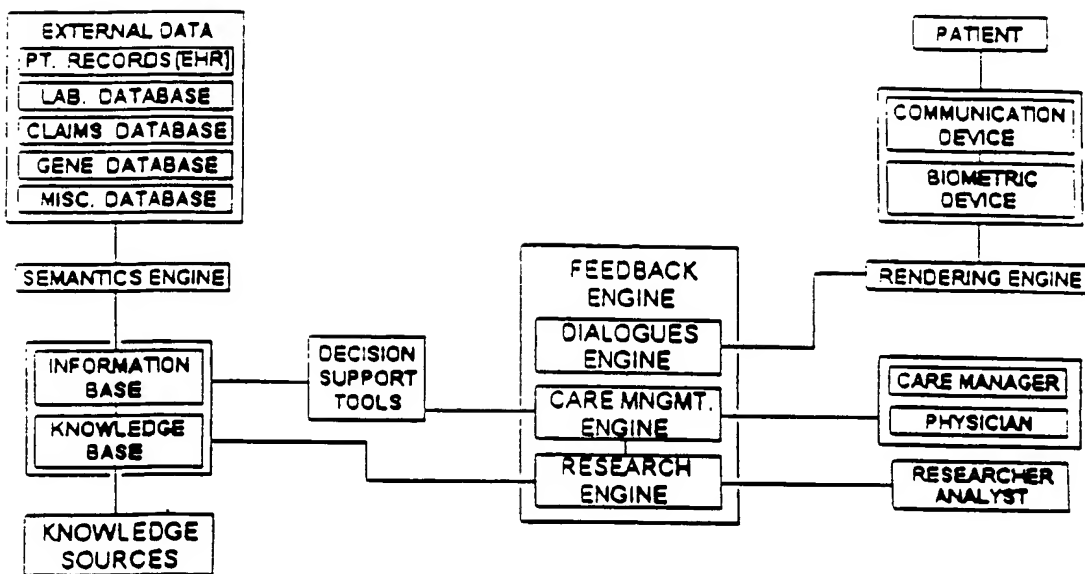 EXTERNAL DATA
PT. RECORDS (EHR)
LAB. DATABASE
CLAIMS DATABASE
GENE DATABASE
MISC. DATABASE
SEMANTICS ENGINE
INFORMATION
BASE
KNOWLEDGE
BASE
KNOWLEDGE
SOURCES
DECISION
SUPPORT
TOOLS
FEEDBACK
ENGINE
DIALOGUES
ENGINE
CARE MNGMT.
ENGINE
RESEARCH
ENGINE
PATIENT
COMMUNICATION
DEVICE
BIOMETRIC
DEVICE
RENDERING ENGINE
CARE MANAGER
PHYSICIAN
RESEARCHER
ANALYST